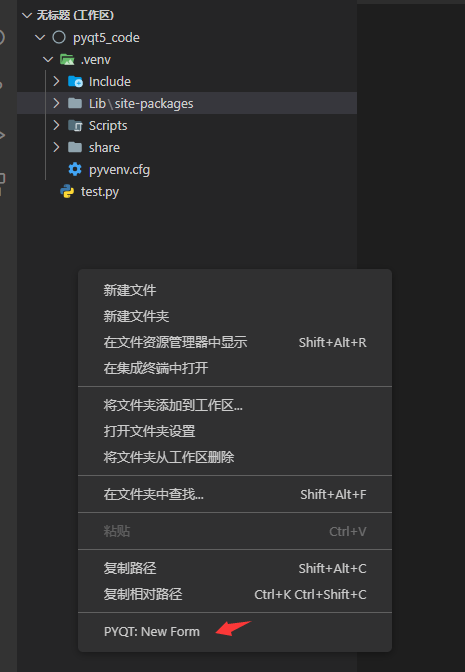 无标题 (工作区)
pyqt5_code
.venv
Include
Lib\site-packages
Scripts
share
pyvenv.cfg
test.py
新建文件
新建文件夹
在文件资源管理器中显示 Shift+Alt+R
在集成终端中打开
将文件夹添加到工作区...
打开文件夹设置
将文件夹从工作区删除
在文件夹中查找... Shift+Alt+F
粘贴 Ctrl+V
复制路径 Shift+Alt+C
复制相对路径 Ctrl+K Ctrl+Shift+C
PYQT: New Form